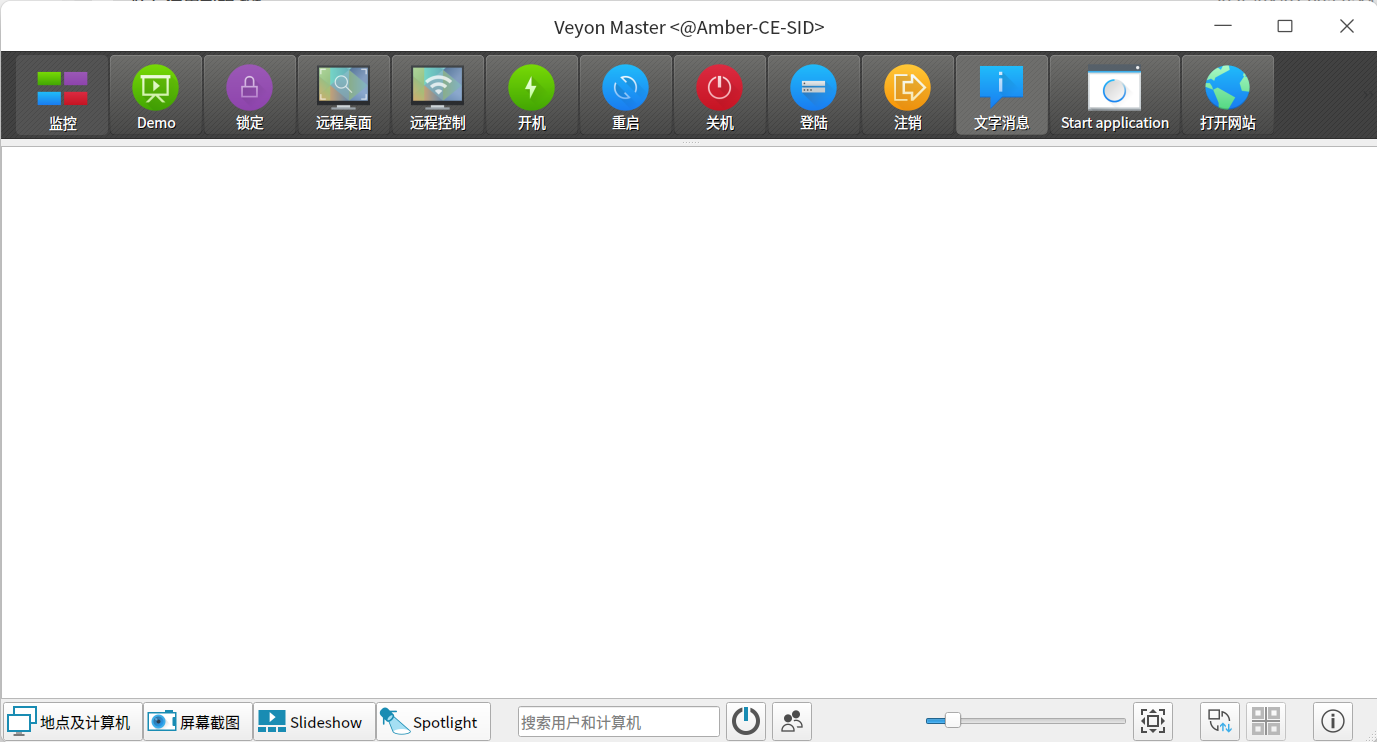 Veyon Master <@Amber-CE-SID>
监控
Demo
锁定
远程桌面
远程控制
开机
重启
关机
登陆
注销
文字消息
Start application
打开网站
地点及计算机
屏幕截图
Slideshow
Spotlight
搜索用户和计算机